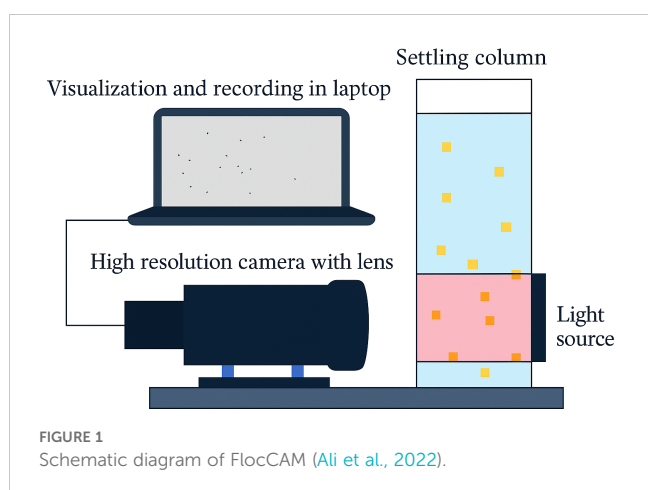 Settling column
Visualization and recording in laptop
High resolution camera with lens
Light
source
FIGURE 1
Schematic diagram of FlocCAM (Ali et al., 2022).